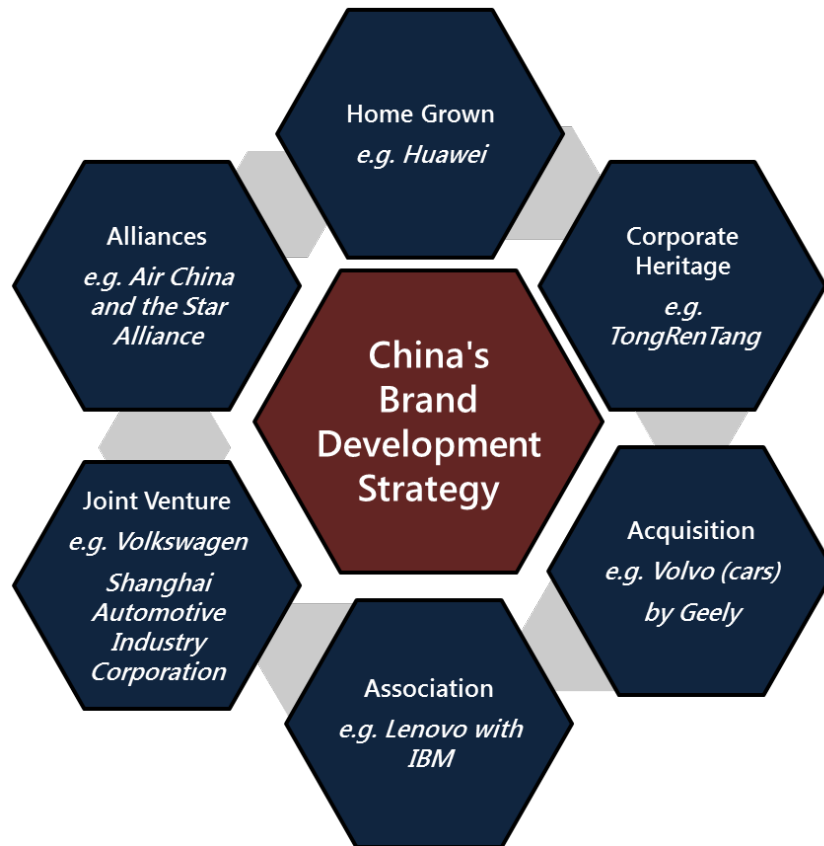 Home Grown
e.g. Huawei
Corporate
Heritage
e.g.
TongRenTang
Acquisition
e.g. Volvo (cars)
by Geely
Association
e.g. Lenovo with
IBM
Joint Venture
e.g. Volkswagen
Shanghai
Automotive
Industry
Corporation
Alliances
e.g. Air China
and the Star
Alliance
China's
Brand
Development
Strategy